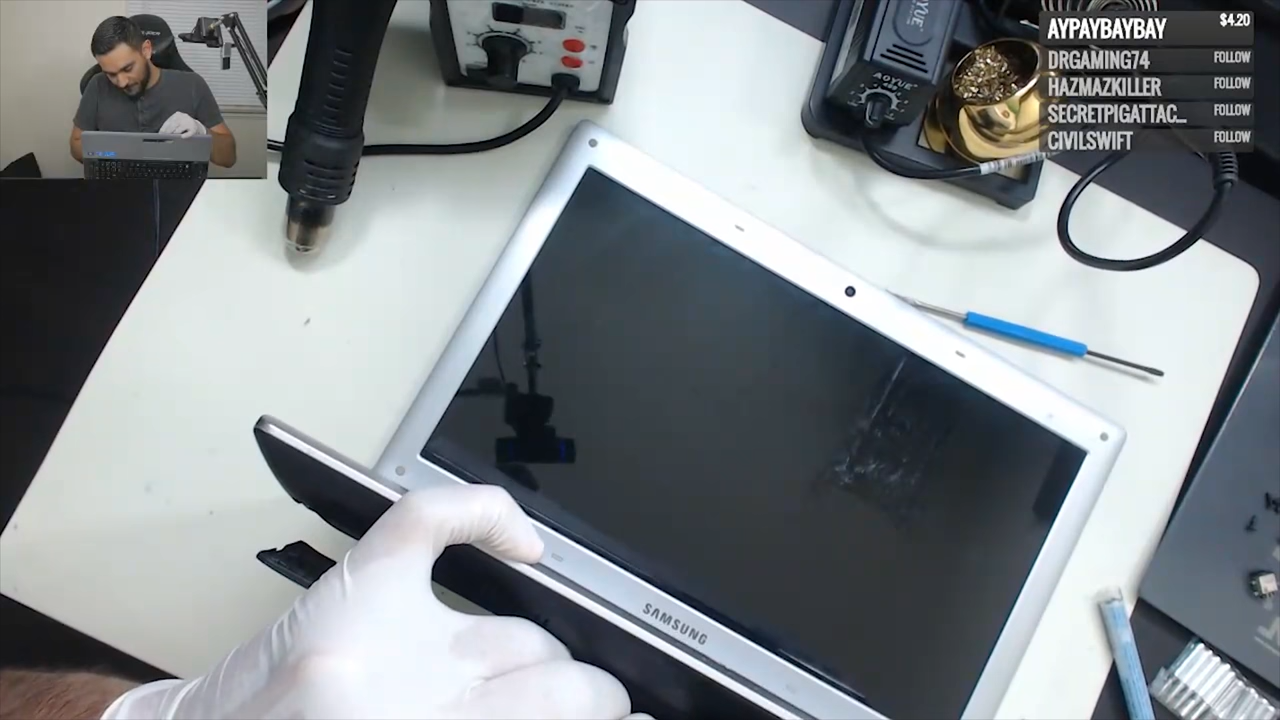 AYPAYBAYBAY $4.20
DRGAMING74 FOLLOW
HAZMAZKILLER FOLLOW
SECRETPIGATTAC... FOLLOW
CIVILSWIFT FOLLOW
AOYUE
AOYUE
SAMSUNG